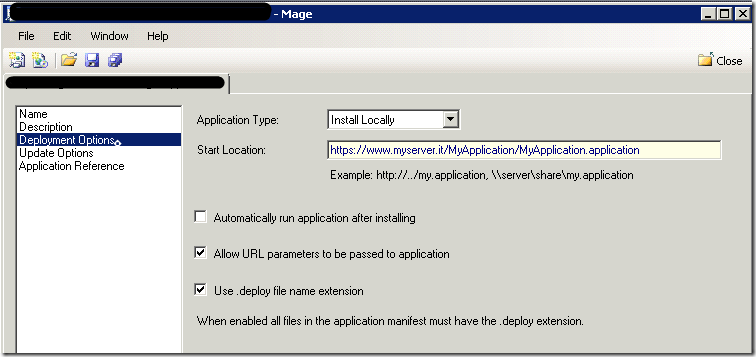 - Mage
File Edit Window Help
Close
Name
Description
Deployment Options
Update Options
Application Reference
Application Type: Install Locally
Start Location: https://www.myserver.it/MyApplication/MyApplication.application
Example: http://../my.application, \\server\share\my.application
Automatically run application after installing
Allow URL parameters to be passed to application
Use .deploy file name extension
When enabled all files in the application manifest must have the .deploy extension.